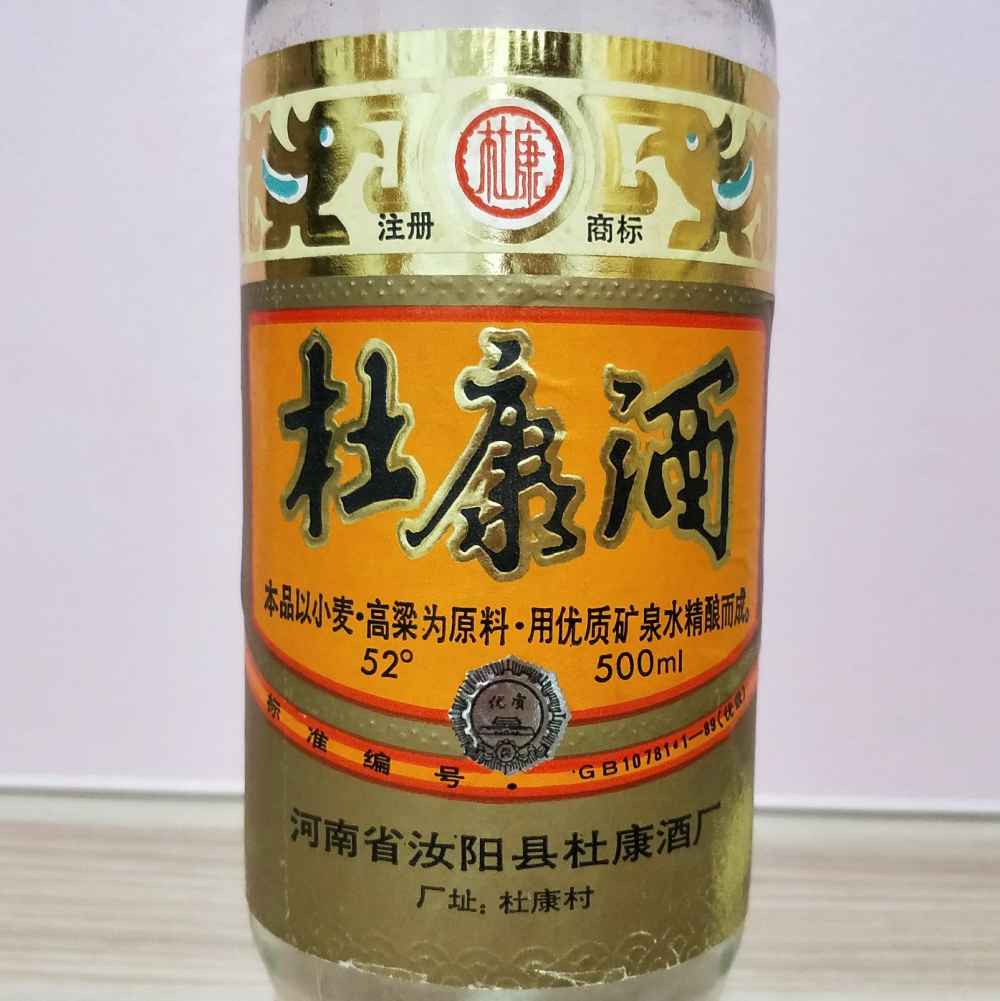 杜康
注册 商标
杜康酒
本品以小麦·高粱为原料·用优质矿泉水精酿而成。
52° 500ml
优质
标准编号· GB10781·1—89(优级)
河南省汝阳县杜康酒厂
厂址：杜康村